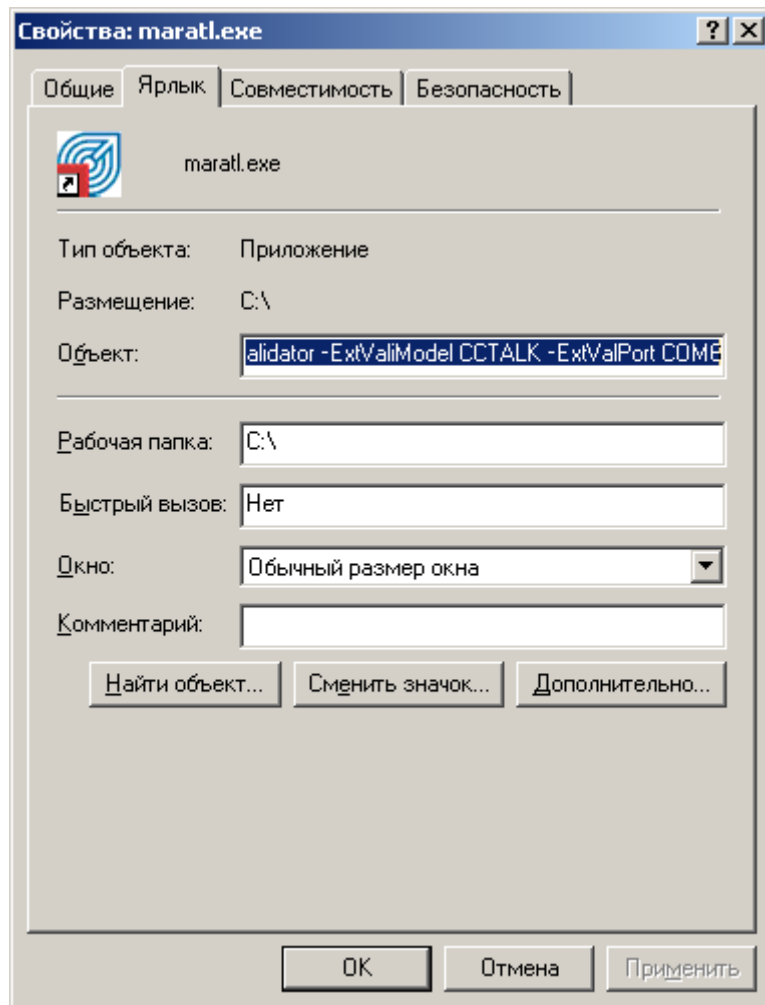 Свойства: maratl.exe
Общие Ярлык Совместимость Безопасность
maratl.exe
Тип объекта: Приложение
Размещение: C:\
Объект: alidator -ExtValiModel CCTALK -ExtValPort
Рабочая папка: C:\
Быстрый вызов: Нет
Окно: Обычный размер окна
Комментарий:
Найти объект... Сменить значок... Дополнительно...
OK Отмена Применить